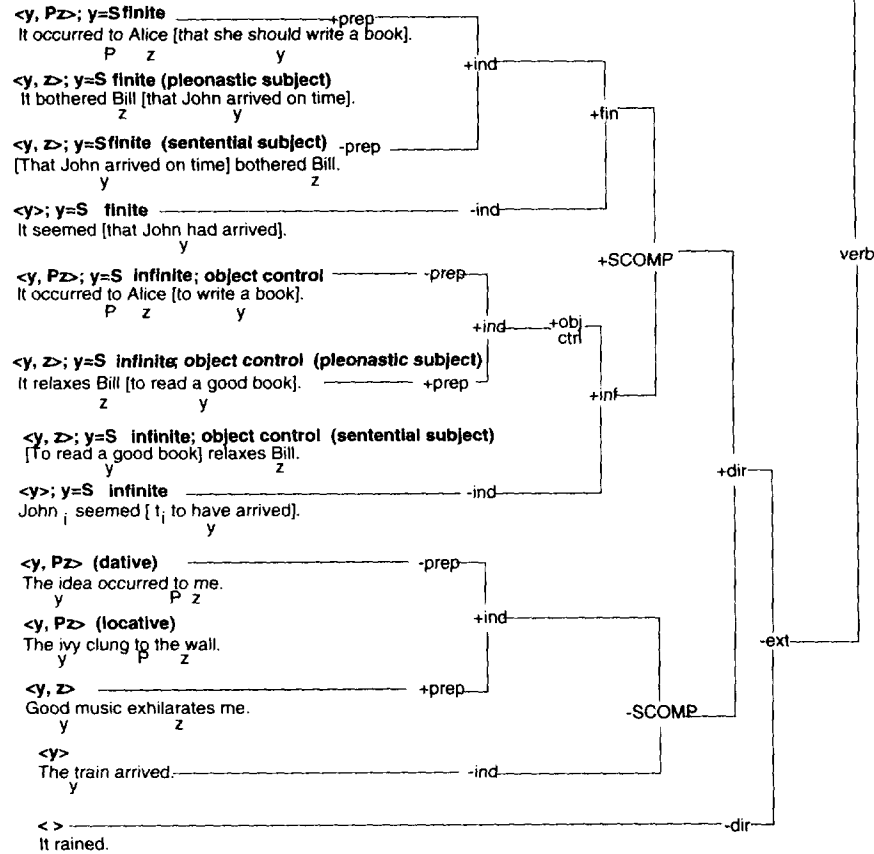 <y, Pz>; y=Sfinite +prep
It occurred to Alice [that she should write a book].
P z y
+ind
<y, z>; y=S finite (pleonastic subject)
It bothered Bill [that John arrived on time].
z y
+fin
<y, z>; y=Sfinite (sentential subject) -prep
[That John arrived on time] bothered Bill.
y z
<y>; y=S finite -ind
It seemed [that John had arrived].
y
+SCOMP verb
<y, Pz>; y=S infinite; object control -prep
It occurred to Alice [to write a book].
P z y
+ind +obj ctrl
<y, z>; y=S infinite; object control (pleonastic subject)
It relaxes Bill [to read a good book]. +prep
z y
+inf
<y, z>; y=S infinite; object control (sentential subject)
[To read a good book] relaxes Bill.
y z
+dir
<y>; y=S infinite -ind
John i seemed [ ti to have arrived].
y
<y, Pz> (dative) -prep
The idea occurred to me.
y P z
+ind
<y, Pz> (locative)
The ivy clung to the wall.
y P z
-ext
<y, z> +prep
Good music exhilarates me.
y z
-SCOMP
<y>
The train arrived. -ind
y
< > -dir
It rained.